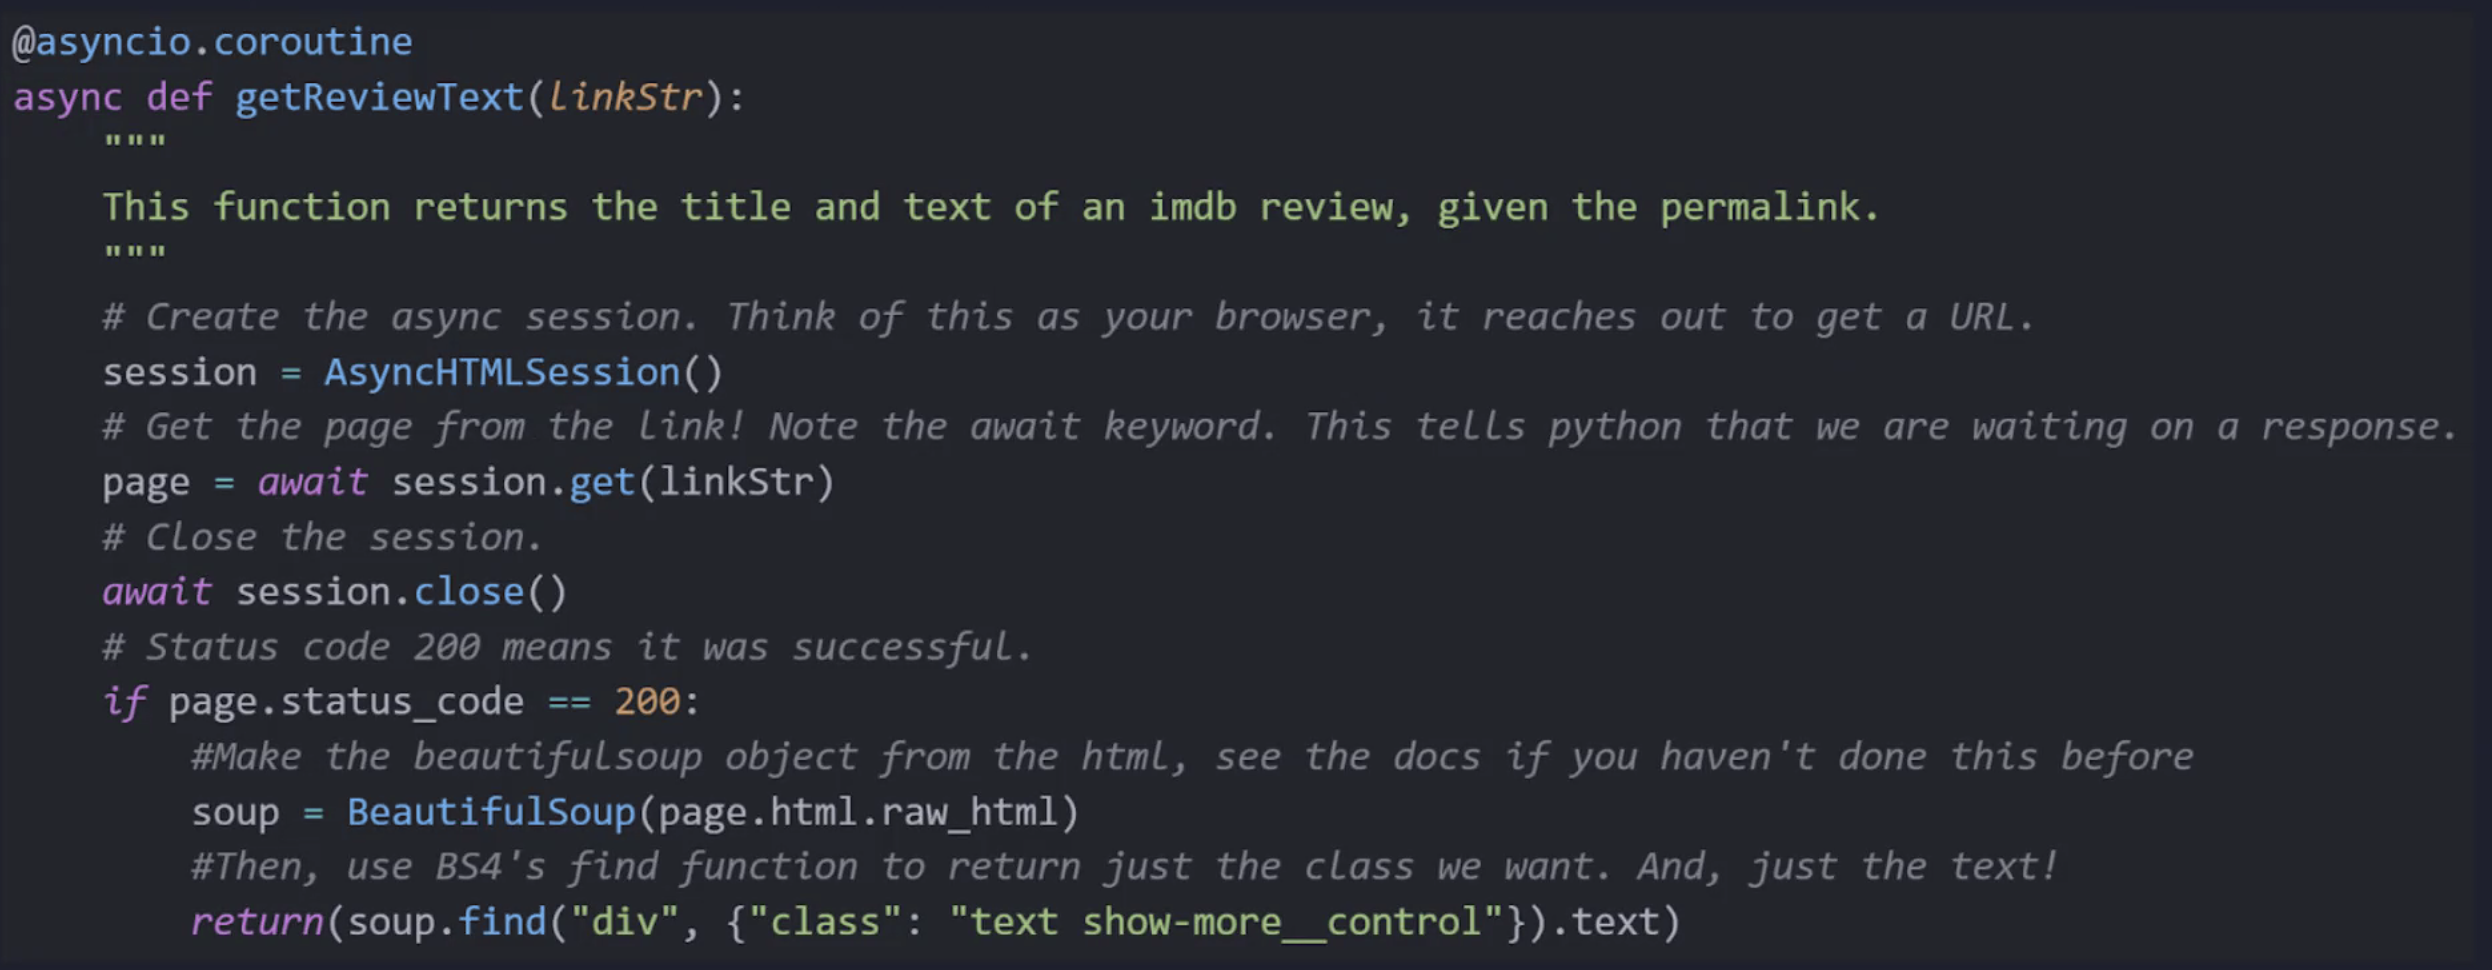 @asyncio.coroutine
async def getReviewText(linkStr):
    """
    This function returns the title and text of an imdb review, given the permalink.
    """
    # Create the async session. Think of this as your browser, it reaches out to get a URL.
    session = AsyncHTMLSession()
    # Get the page from the link! Note the await keyword. This tells python that we are waiting on a response.
    page = await session.get(linkStr)
    # Close the session.
    await session.close()
    # Status code 200 means it was successful.
    if page.status_code == 200:
        #Make the beautifulsoup object from the html, see the docs if you haven't done this before
        soup = BeautifulSoup(page.html.raw_html)
        #Then, use BS4's find function to return just the class we want. And, just the text!
        return(soup.find("div", {"class": "text show-more__control"}).text)